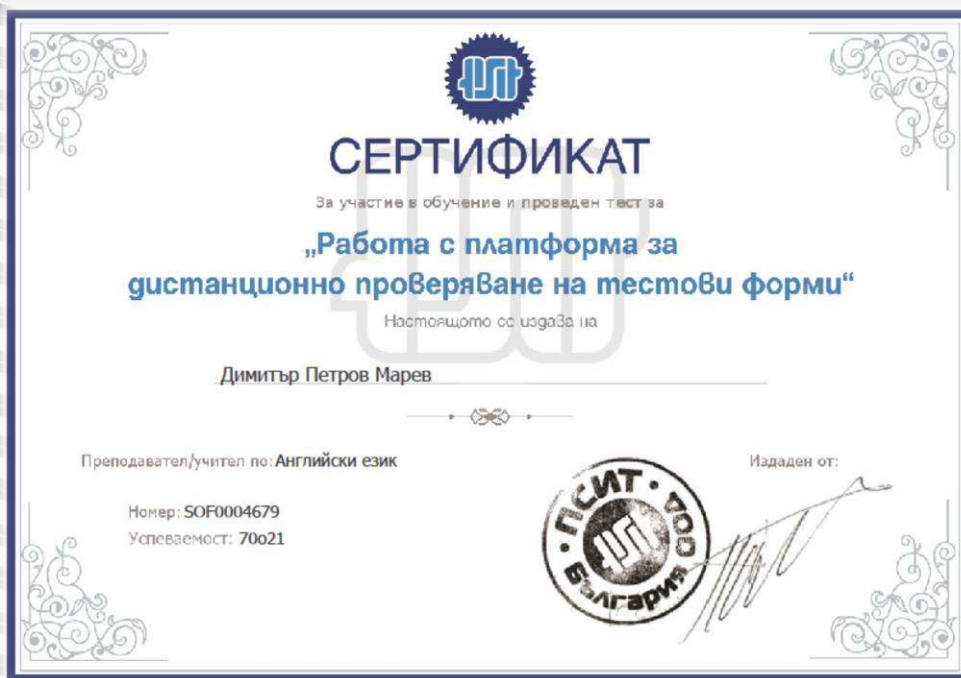 СЕРТИФИКАТ
За участие в обучение и проведен тест за
„Работа с платформа за
дистанционно проверяване на тестови форми“
Настоящото се издава на
Димитър Петров Марев
Преподавател/учител по: Английски език
Издаден от:
Номер: SOF0004679
Успеваемост: 70o21
ПСИТ • ООД • България •